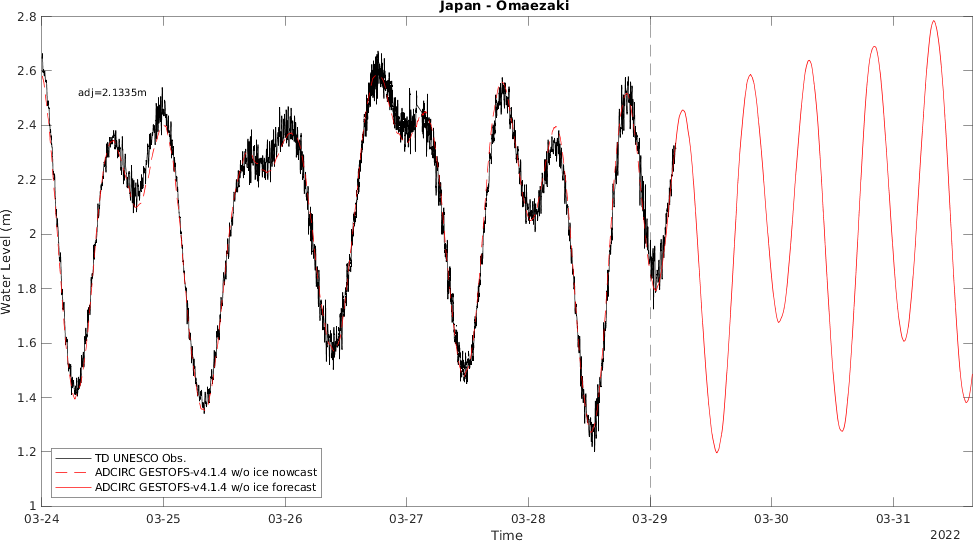 Japan - Omaezaki
2.8
2.6
adj=2.1335m
2.4
2.2
2
1.8
1.6
1.4
1.2
1
Water Level (m)
TD UNESCO Obs.
ADCIRC GESTOFS-v4.1.4 w/o ice nowcast
ADCIRC GESTOFS-v4.1.4 w/o ice forecast
03-24 03-25 03-26 03-27 03-28 03-29 03-30 03-31
Time
2022